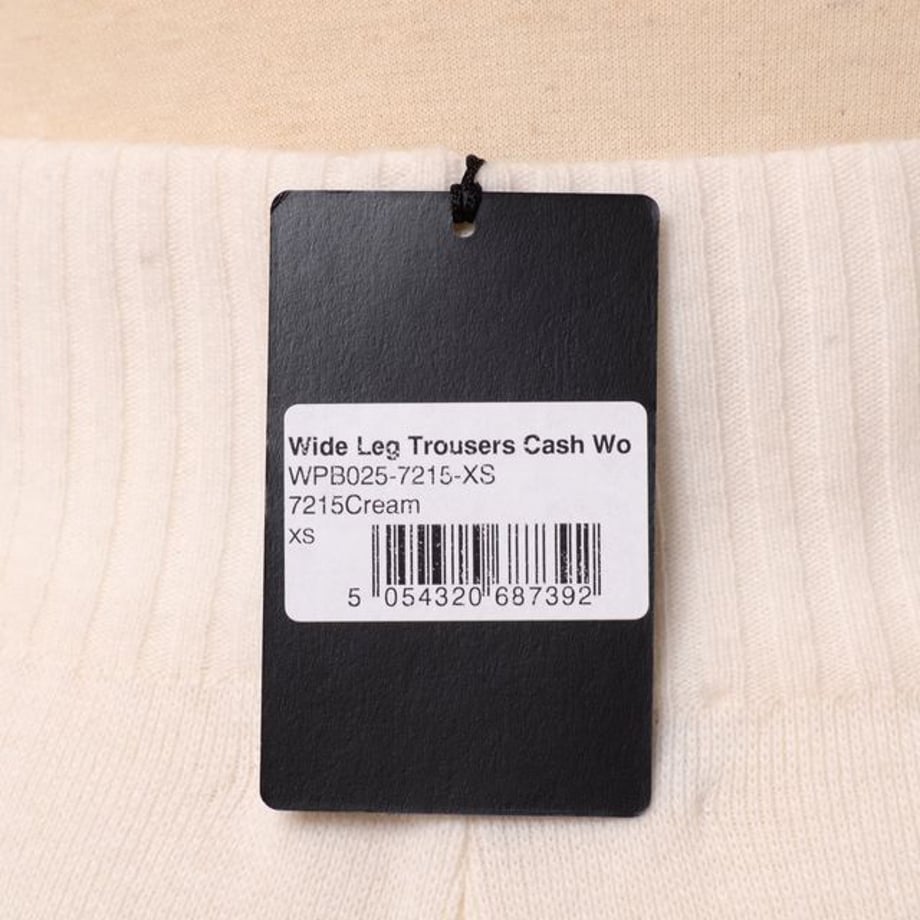 Wide Leg Trousers Cash Wo
WPB025-7215-XS
7215Cream
XS
5 054320 687392